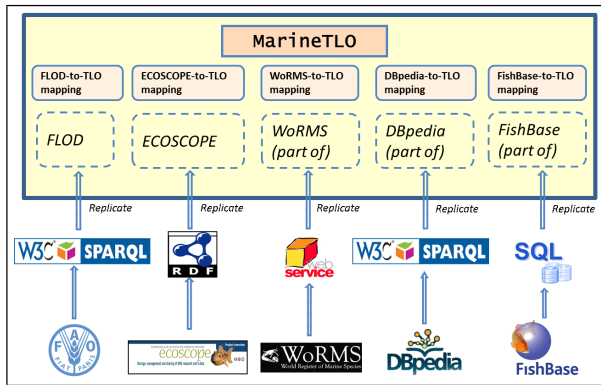 MarineTLO
FLOD-to-TLO
mapping
ECOSCOPE-to-TLO
mapping
WoRMS-to-TLO
mapping
DBpedia-to-TLO
mapping
FishBase-to-TLO
mapping
FLOD
ECOSCOPE
WoRMS
(part of)
DBpedia
(part of)
FishBase
(part of)
Replicate
Replicate
Replicate
Replicate
Replicate
W3C SPARQL
RDF
web
service
W3C SPARQL
SQL
F A O
FIAT PANIS
ecoscope
WoRMS
World Register of Marine Species
DBpedia
FishBase